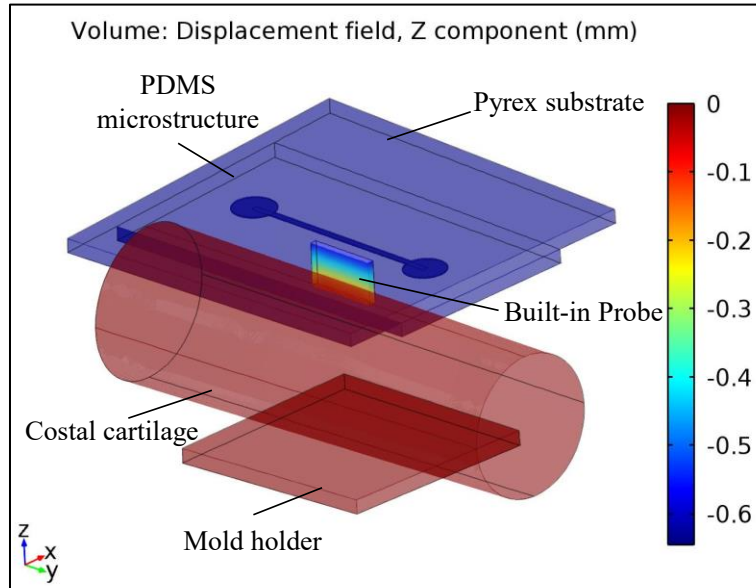 Volume: Displacement field, Z component (mm)
PDMS
microstructure
Pyrex substrate
Built-in Probe
Costal cartilage
Mold holder
0
-0.1
-0.2
-0.3
-0.4
-0.5
-0.6
z
x
y